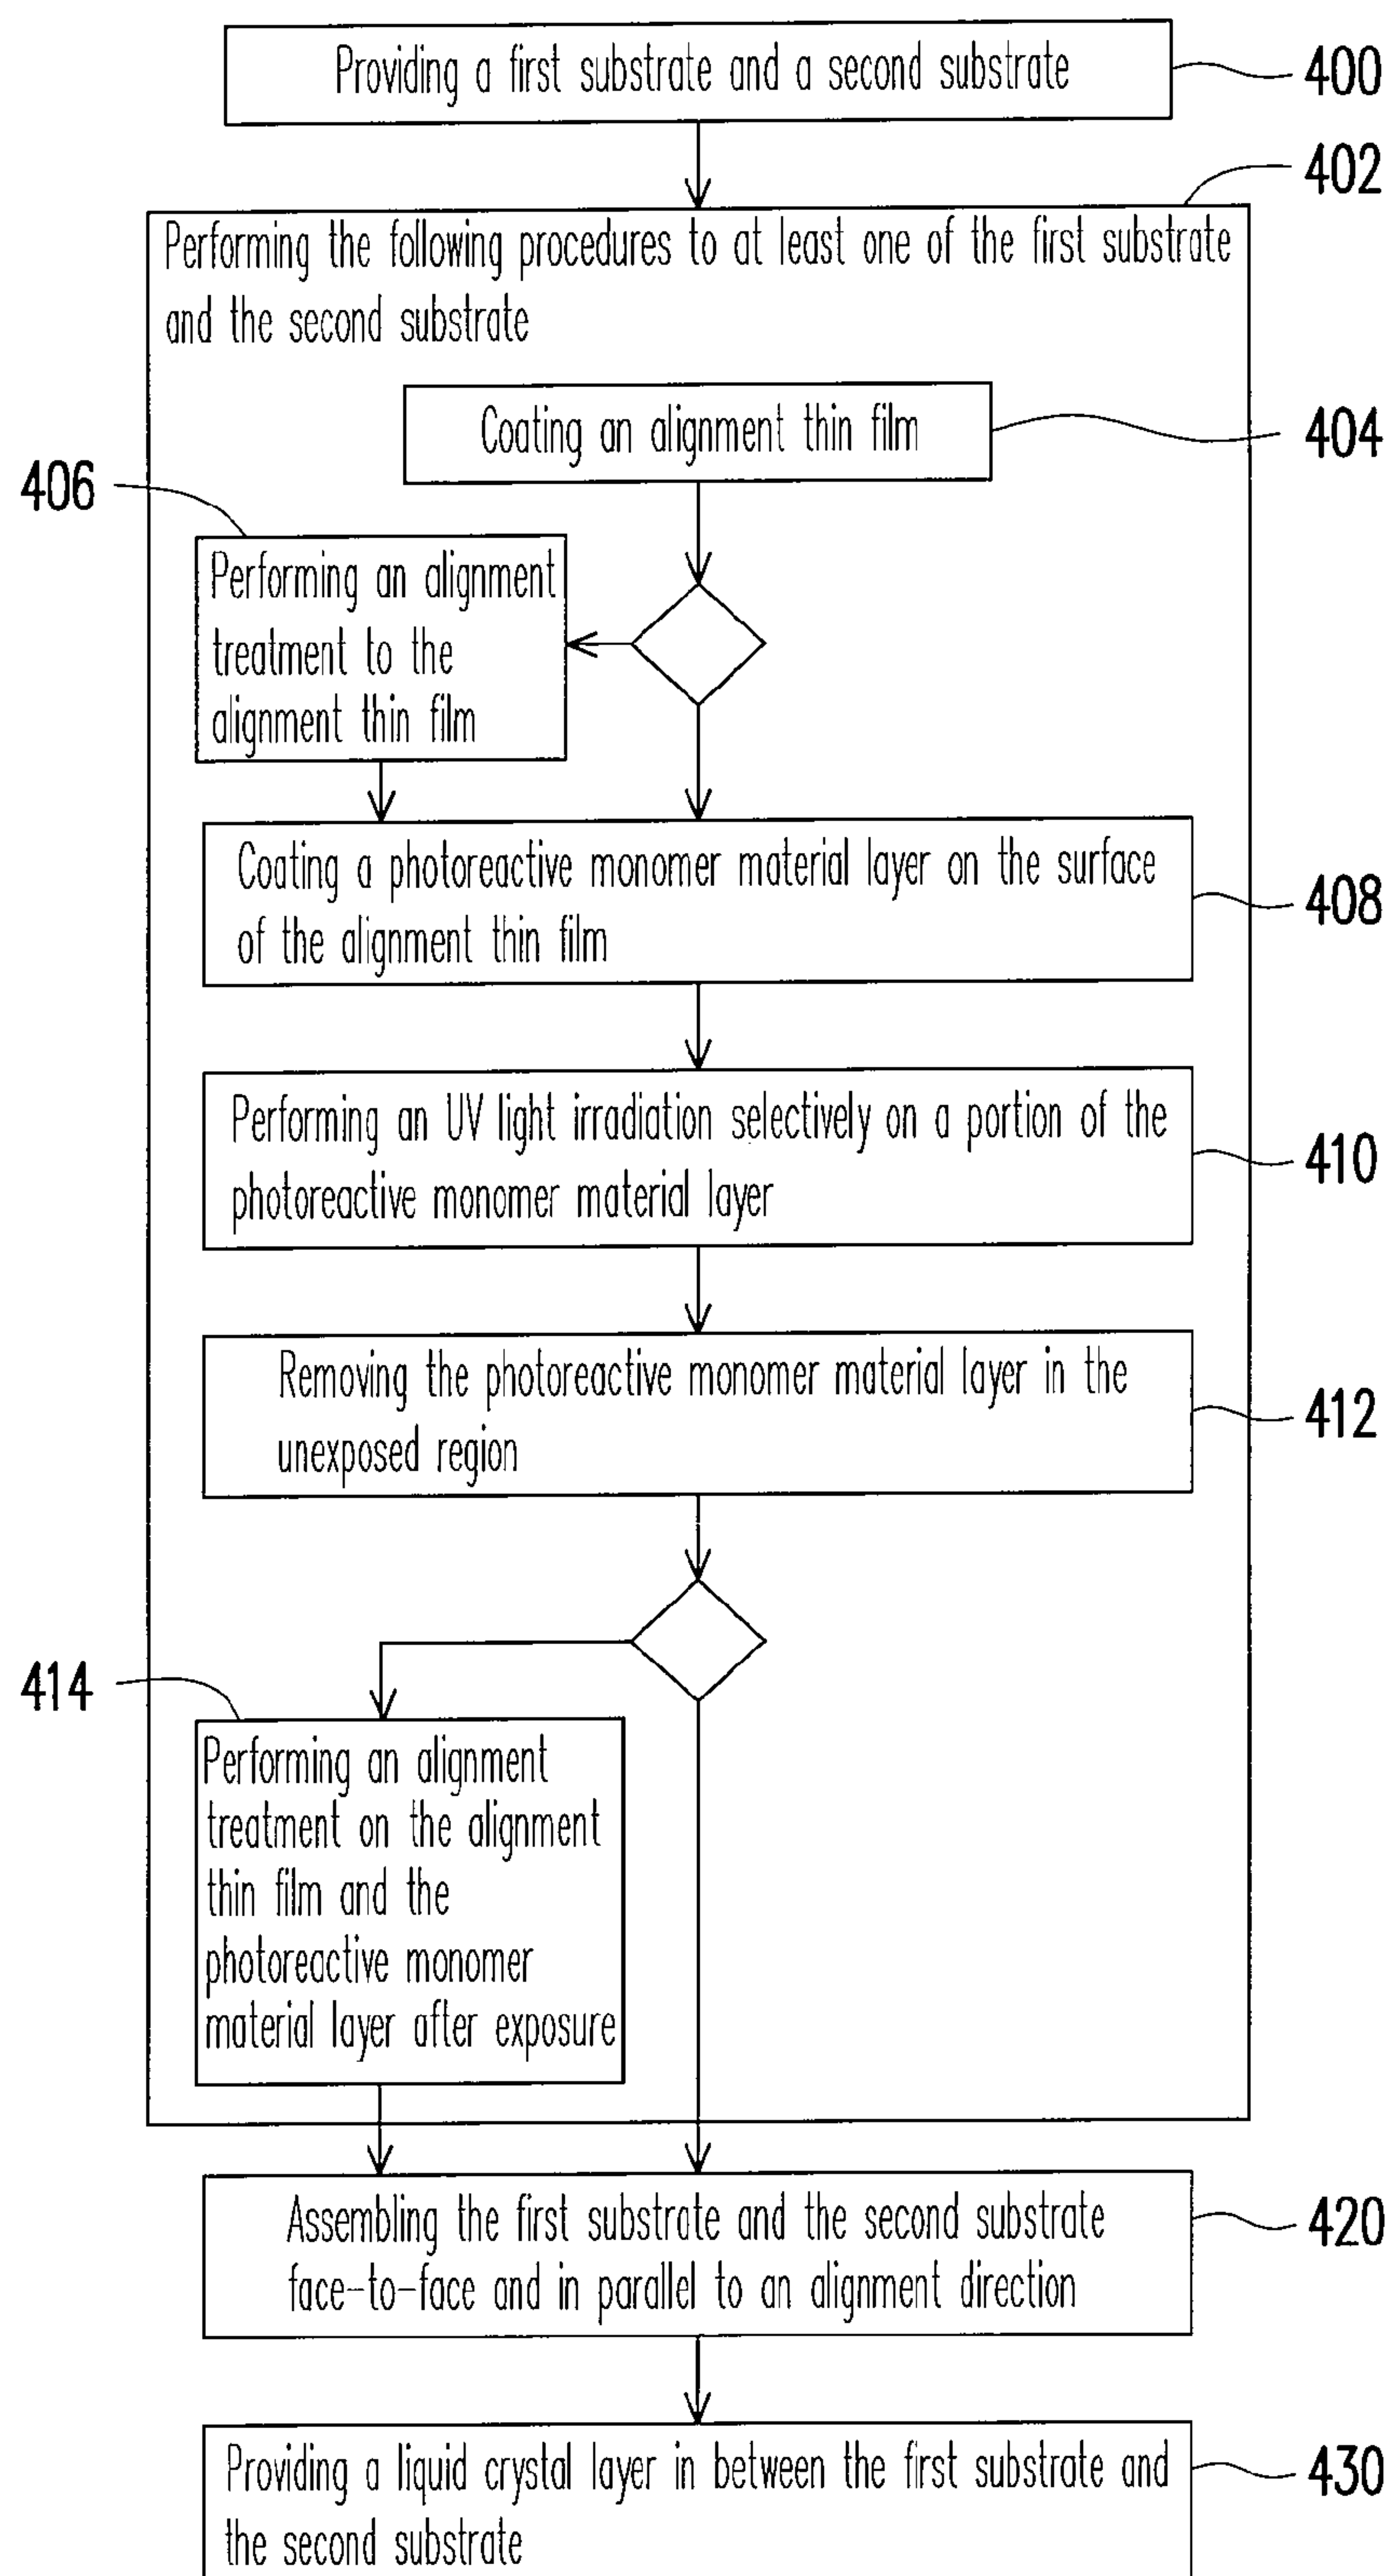 Providing a first substrate and a second substrate
400
402
Performing the following procedures to at least one of the first substrate
and the second substrate
Coating an alignment thin film
404
406
Performing an alignment
treatment to the
alignment thin film
Coating a photoreactive monomer material layer on the surface
of the alignment thin film
408
Performing an UV light irradiation selectively on a portion of the
photoreactive monomer material layer
410
Removing the photoreactive monomer material layer in the
unexposed region
412
414
Performing an alignment
treatment on the alignment
thin film and the
photoreactive monomer
material layer after exposure
Assembling the first substrate and the second substrate
face-to-face and in parallel to an alignment direction
420
Providing a liquid crystal layer in between the first substrate and
the second substrate
430